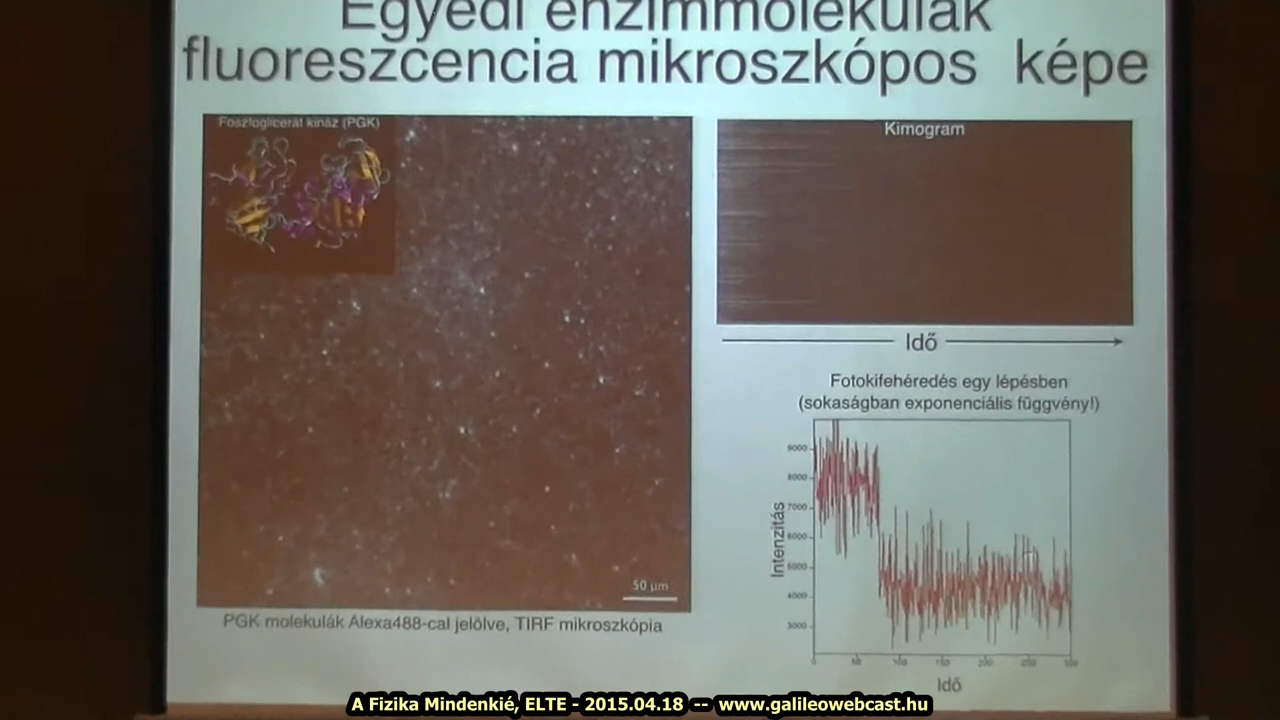 Egyedi enzimmolekulák
fluoreszcencia mikroszkópos képe
Foszfoglicerát kináz (PGK)
50 µm
PGK molekulák Alexa488-cal jelölve, TIRF mikroszkópia
Kimogram
Idő
Fotokifehéredés egy lépésben
(sokaságban exponenciális függvény!)
Intenzitás
9000
8000
7000
6000
5000
4000
3000
0 50 100 150 200 250 300
Idő
A Fizika Mindenkié, ELTE - 2015.04.18 -- www.galileowebcast.hu